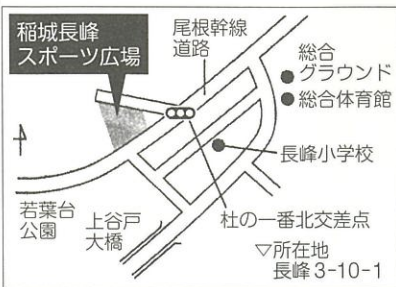 稲城長峰
スポーツ広場
尾根幹線
道路
総合
グラウンド
総合体育館
長峰小学校
若葉台
公園
上谷戸
大橋
杜の一番北交差点
▽所在地
長峰3-10-1